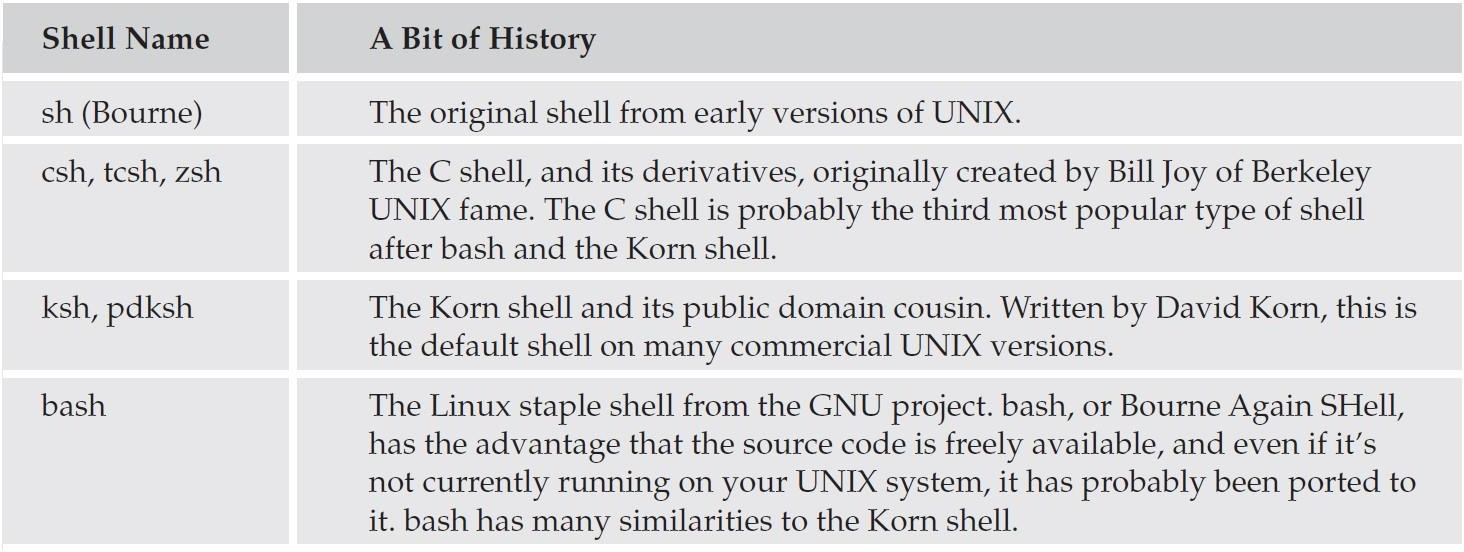 Shell Name
A Bit of History
sh (Bourne)
The original shell from early versions of UNIX.
csh, tcsh, zsh
The C shell, and its derivatives, originally created by Bill Joy of Berkeley
UNIX fame. The C shell is probably the third most popular type of shell
after bash and the Korn shell.
ksh, pdksh
The Korn shell and its public domain cousin. Written by David Korn, this is
the default shell on many commercial UNIX versions.
bash
The Linux staple shell from the GNU project. bash, or Bourne Again SHell,
has the advantage that the source code is freely available, and even if it’s
not currently running on your UNIX system, it has probably been ported to
it. bash has many similarities to the Korn shell.